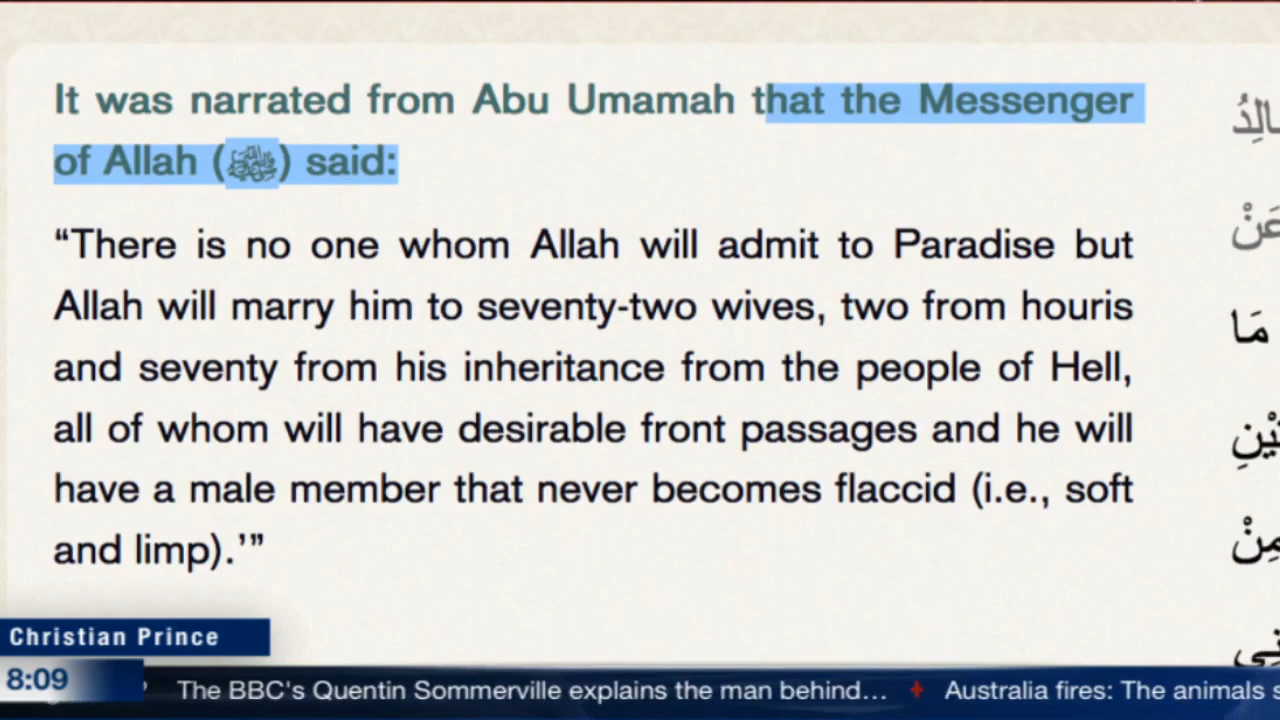 It was narrated from Abu Umamah that the Messenger
of Allah (ﷺ) said:
“There is no one whom Allah will admit to Paradise but
Allah will marry him to seventy-two wives, two from houris
and seventy from his inheritance from the people of Hell,
all of whom will have desirable front passages and he will
have a male member that never becomes flaccid (i.e., soft
and limp).’”
عَنْ
مَا
مِنْ
Christian Prince
8:09
The BBC's Quentin Sommerville explains the man behind... Australia fires: The animals